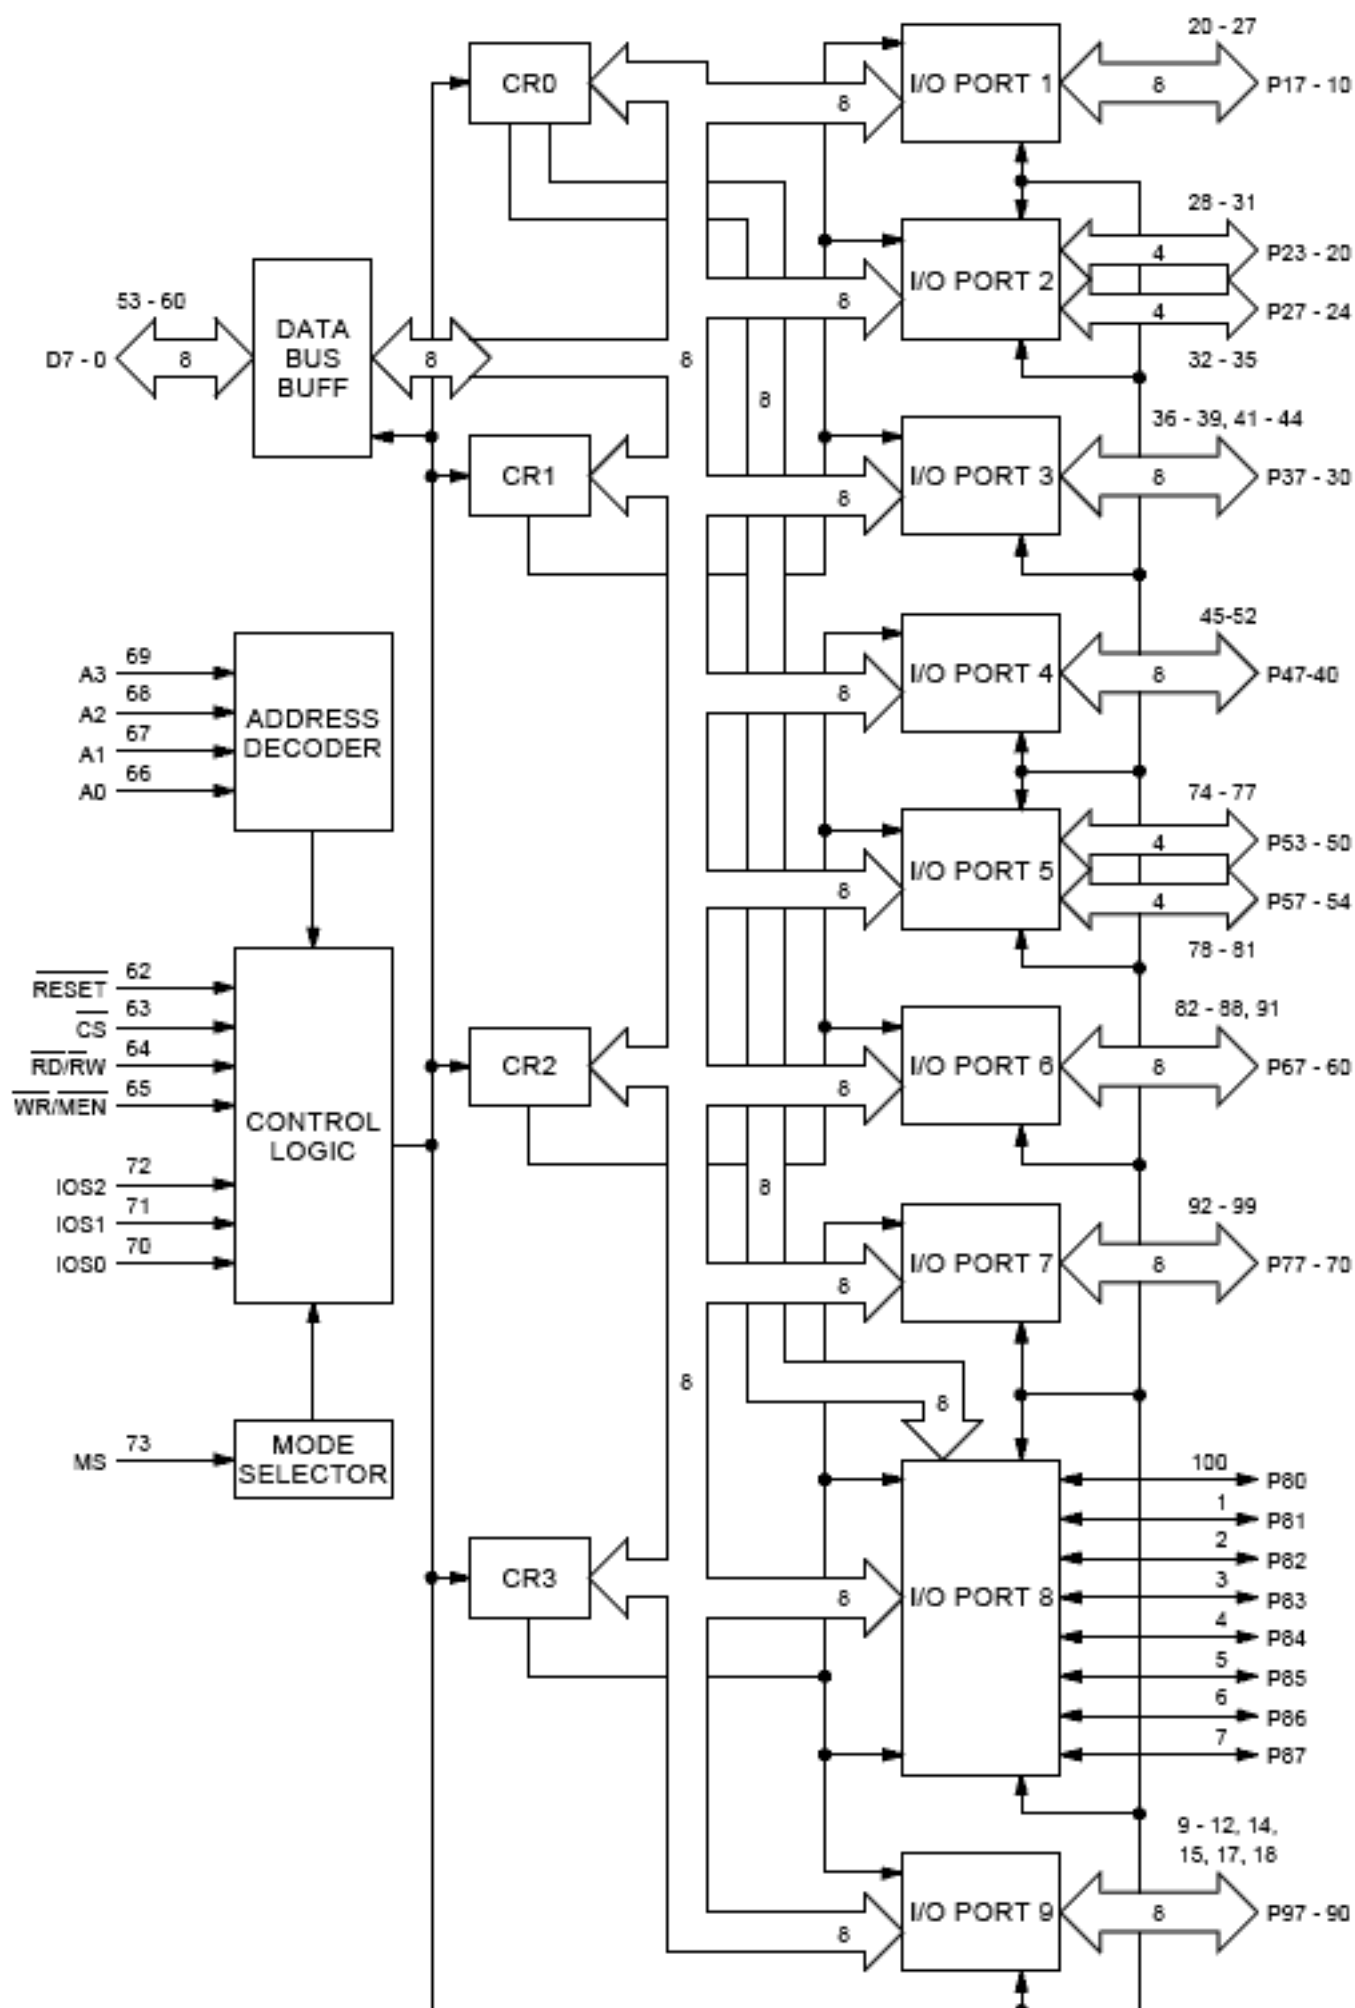 20 - 27
CR0
I/O PORT 1
8
8
P17 - 10
28 - 31
4
P23 - 20
I/O PORT 2
8
4
P27 - 24
32 - 35
53 - 60
D7 - 0
8
DATA
BUS
BUFF
8
8
8
36 - 39, 41 - 44
CR1
I/O PORT 3
8
8
P37 - 30
45-52
I/O PORT 4
8
8
P47-40
A3
69
A2
68
A1
67
A0
66
ADDRESS
DECODER
74 - 77
4
P53 - 50
I/O PORT 5
8
4
P57 - 54
78 - 81
RESET
62
CS
63
RD/RW
64
WR/MEN
65
IOS2
72
IOS1
71
IOS0
70
CONTROL
LOGIC
82 - 88, 91
CR2
I/O PORT 6
8
8
P67 - 60
8
92 - 99
I/O PORT 7
8
8
P77 - 70
8
8
MS
73
MODE
SELECTOR
100
P80
1
P81
2
P82
3
P83
4
P84
5
P85
6
P86
7
P87
CR3
8
I/O PORT 8
9 - 12, 14,
15, 17, 18
I/O PORT 9
8
8
P97 - 90